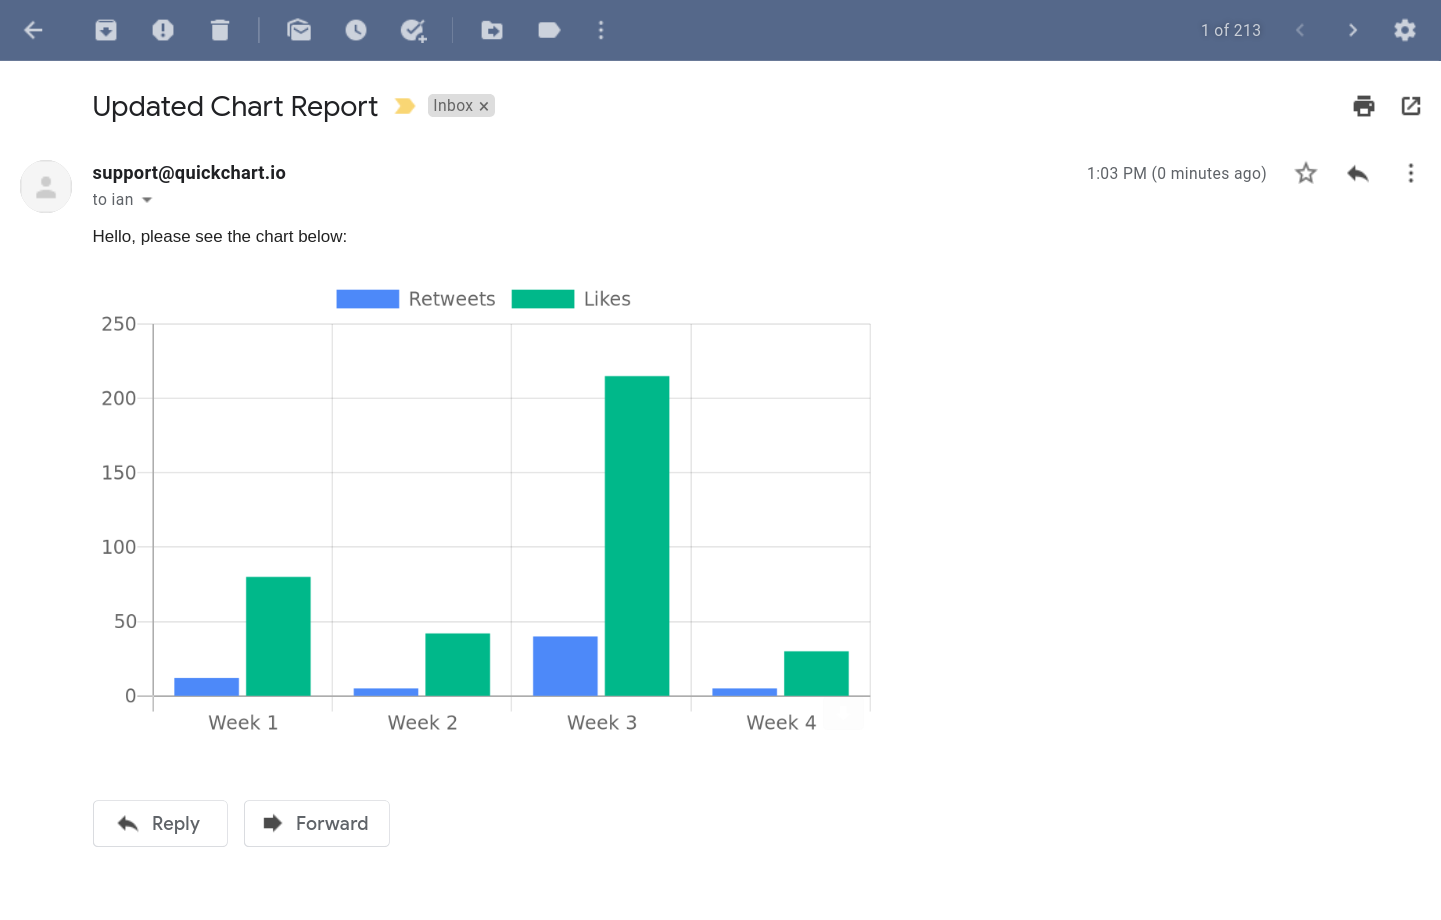 1 of 213
Updated Chart Report Inbox ×
support@quickchart.io 1:03 PM (0 minutes ago)
to ian
Hello, please see the chart below:
Retweets Likes
250
200
150
100
50
0
Week 1 Week 2 Week 3 Week 4
Reply Forward